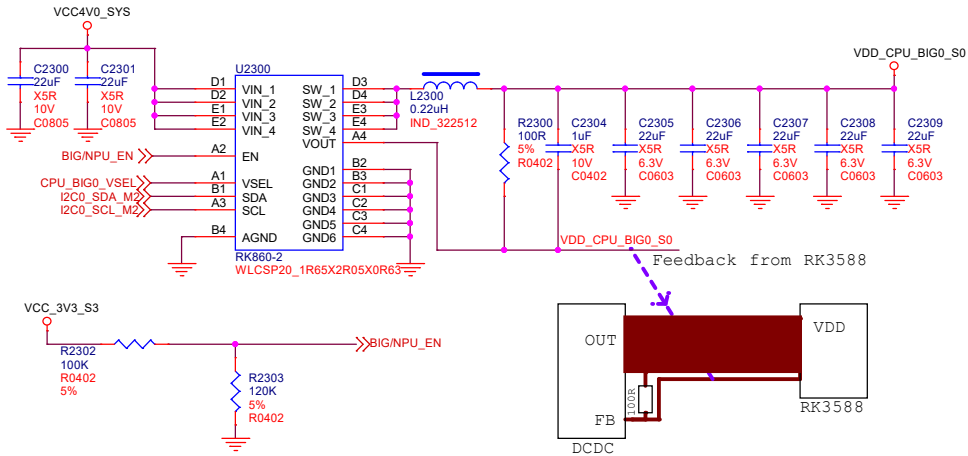 VCC4V0_SYS
C2300
22uF
X5R
10V
C0805
C2301
22uF
X5R
10V
C0805
U2300
D1 VIN_1 SW_1 D3
D2 VIN_2 SW_2 D4
E1 VIN_3 SW_3 E3
E2 VIN_4 SW_4 E4
VOUT A4
BIG/NPU_EN A2 EN
GND1 B2
CPU_BIG0_VSEL A1 VSEL GND2 B3
I2C0_SDA_M2 B1 SDA GND3 C1
I2C0_SCL_M2 A3 SCL GND4 C2
GND5 C3
B4 AGND GND6 C4
RK860-2
WLCSP20_1R65X2R05X0R63
L2300
0.22uH
IND_322512
VDD_CPU_BIG0_S0
R2300
100R
5%
R0402
C2304
1uF
X5R
10V
C0402
C2305
22uF
X5R
6.3V
C0603
C2306
22uF
X5R
6.3V
C0603
C2307
22uF
X5R
6.3V
C0603
C2308
22uF
X5R
6.3V
C0603
C2309
22uF
X5R
6.3V
C0603
VDD_CPU_BIG0_S0
Feedback from RK3588
VCC_3V3_S3
R2302
100K
R0402
5%
BIG/NPU_EN
R2303
120K
5%
R0402
OUT
VDD
100R
FB
DCDC
RK3588